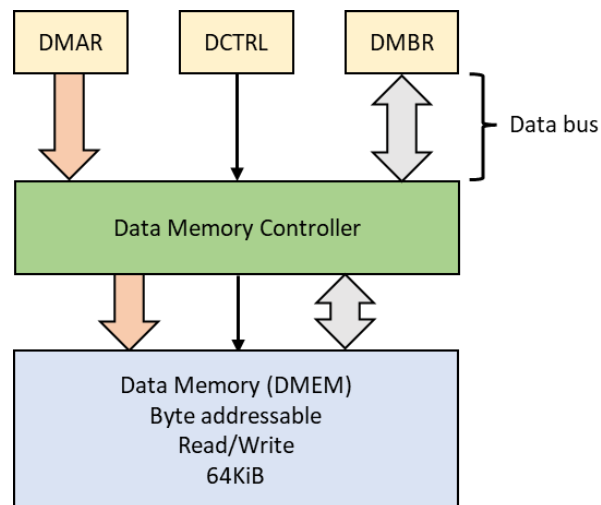 DMAR
DCTRL
DMBR
Data bus
Data Memory Controller
Data Memory (DMEM)
Byte addressable
Read/Write
64KiB